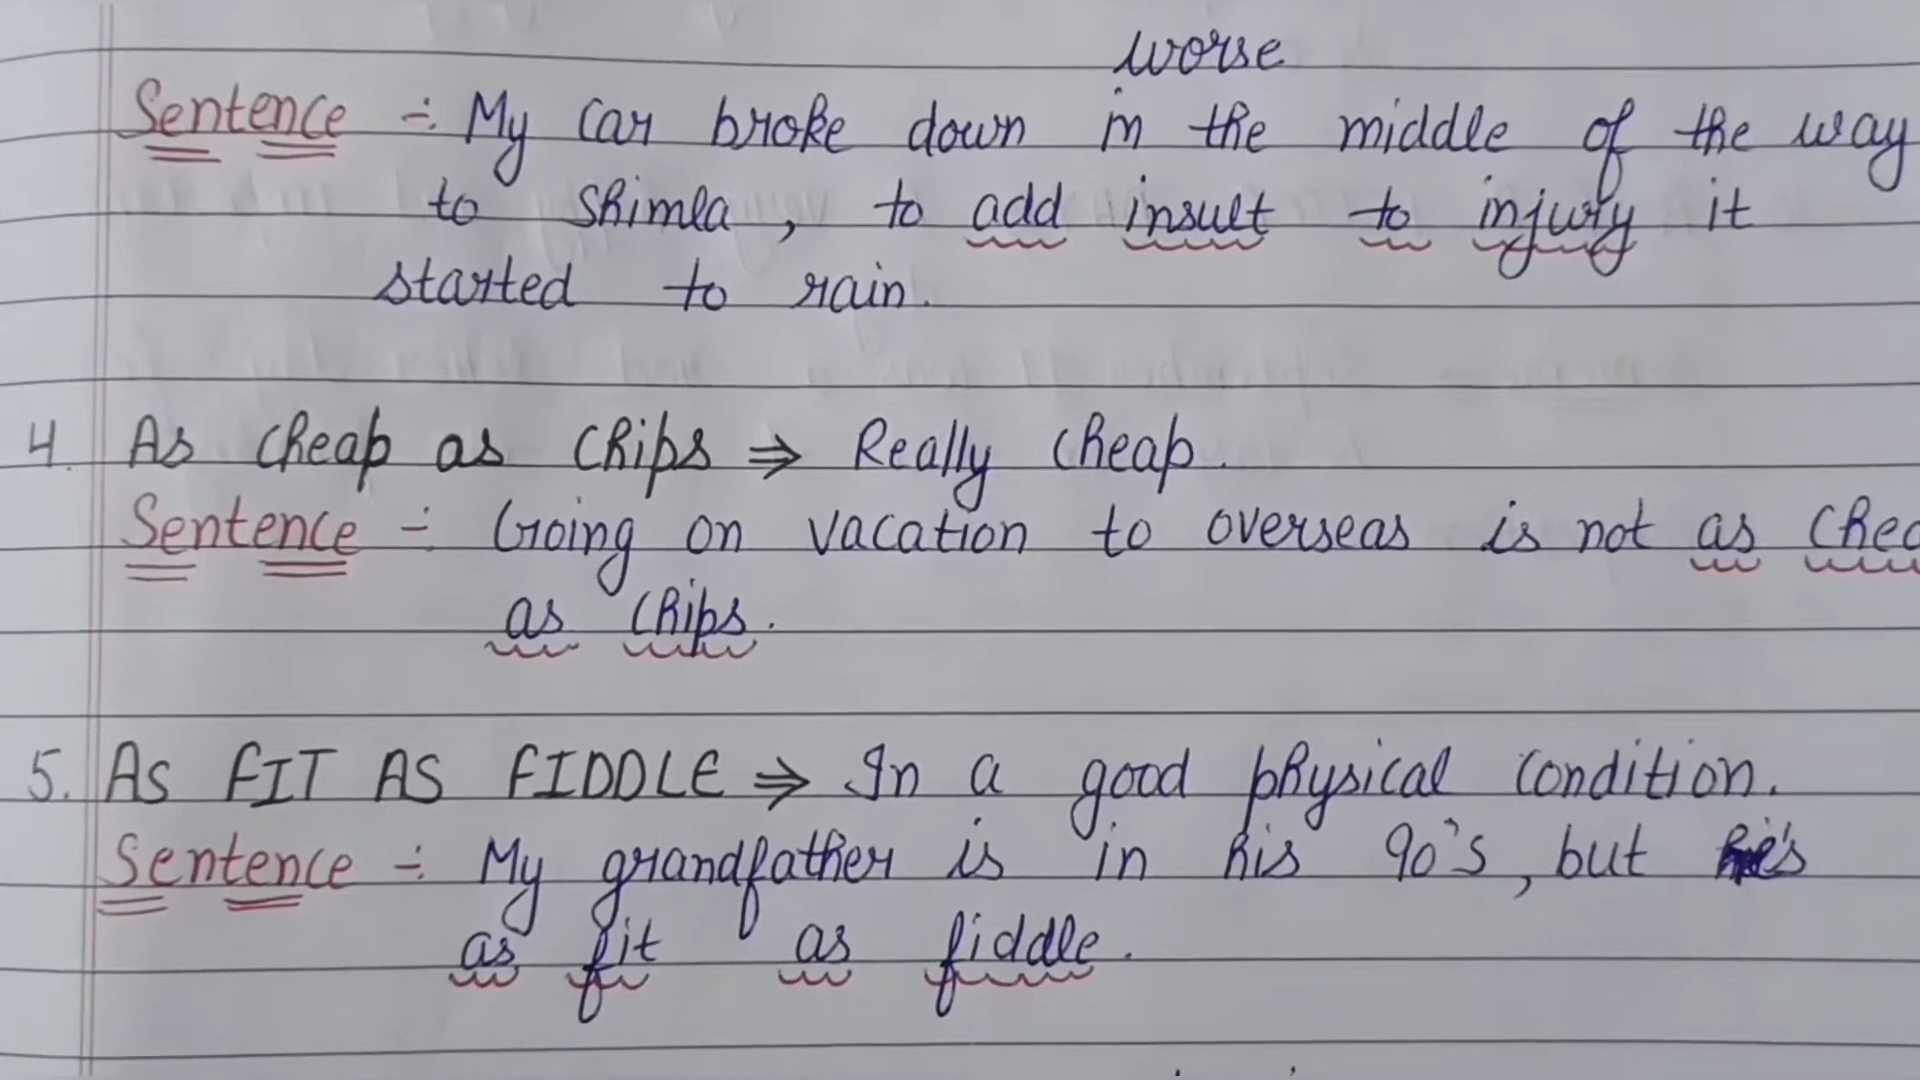 worse
Sentence ÷ My car broke down in the middle of the way
to Shimla, to add insult to injury it
started to rain.
4. As cheap as chips ⇒ Really cheap.
Sentence ÷ Going on vacation to overseas is not as chea
as chips.
5. AS FIT AS FIDDLE ⇒ In a good physical condition.
Sentence ÷ My grandfather is in his 90's, but he's
as fit as fiddle.